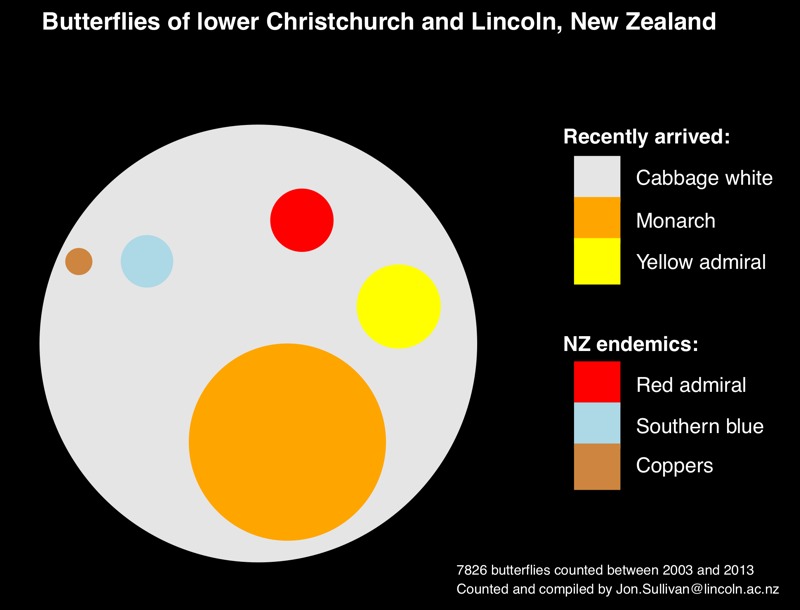 Butterflies of lower Christchurch and Lincoln, New Zealand
Recently arrived:
Cabbage white
Monarch
Yellow admiral
NZ endemics:
Red admiral
Southern blue
Coppers
7826 butterflies counted between 2003 and 2013
Counted and compiled by Jon.Sullivan@lincoln.ac.nz